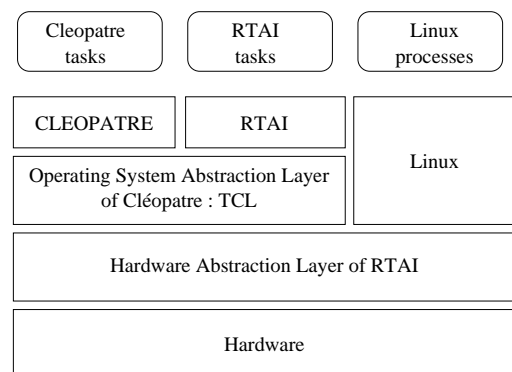 Cleopatre
tasks
RTAI
tasks
Linux
processes
CLEOPATRE
RTAI
Linux
Operating System Abstraction Layer
of Cléopatre : TCL
Hardware Abstraction Layer of RTAI
Hardware